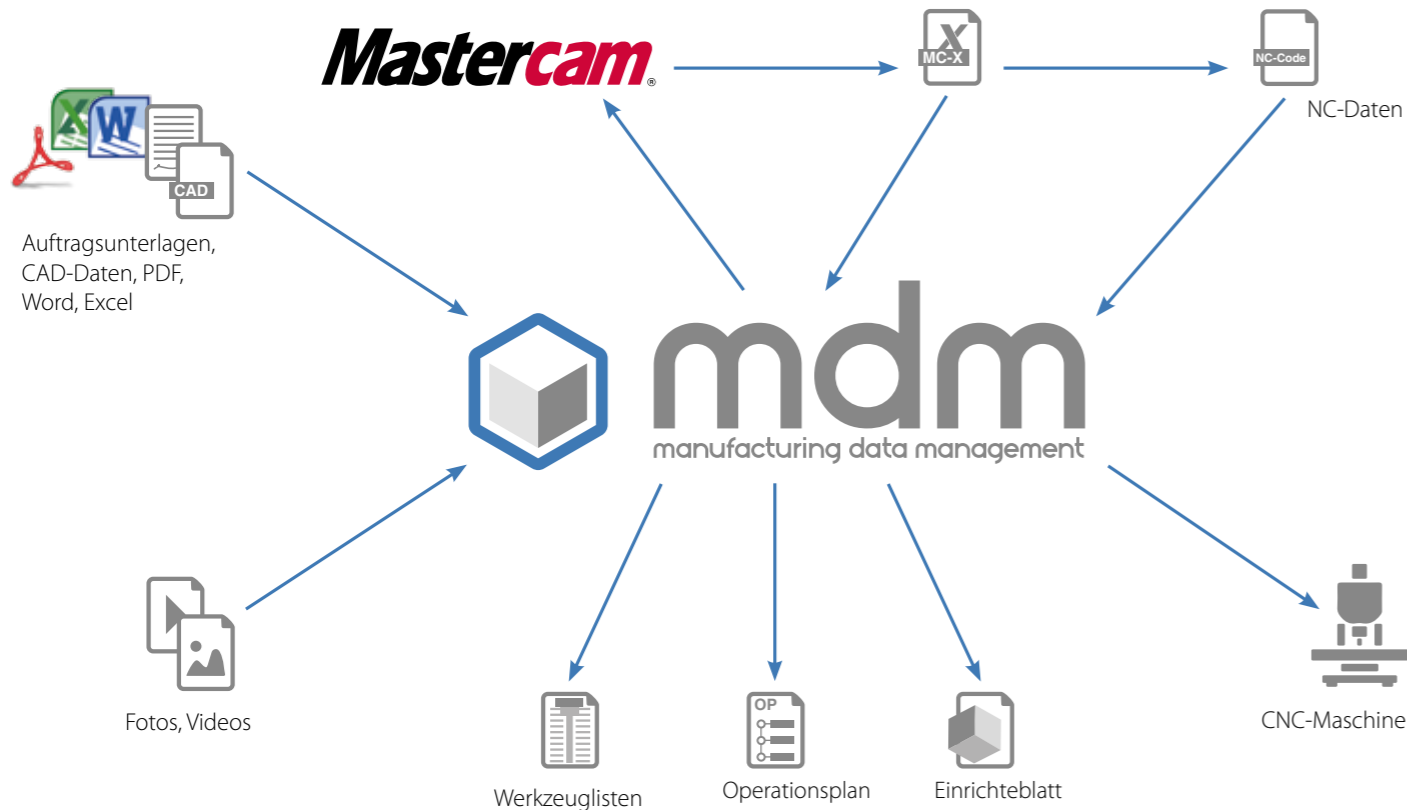 Mastercam®
MC-X
NC-Code
NC-Daten
X
W
CAD
Auftragsunterlagen,
CAD-Daten, PDF,
Word, Excel
mdm
manufacturing data management
Fotos, Videos
Werkzeuglisten
OP
Operationsplan
Einrichteblatt
CNC-Maschine